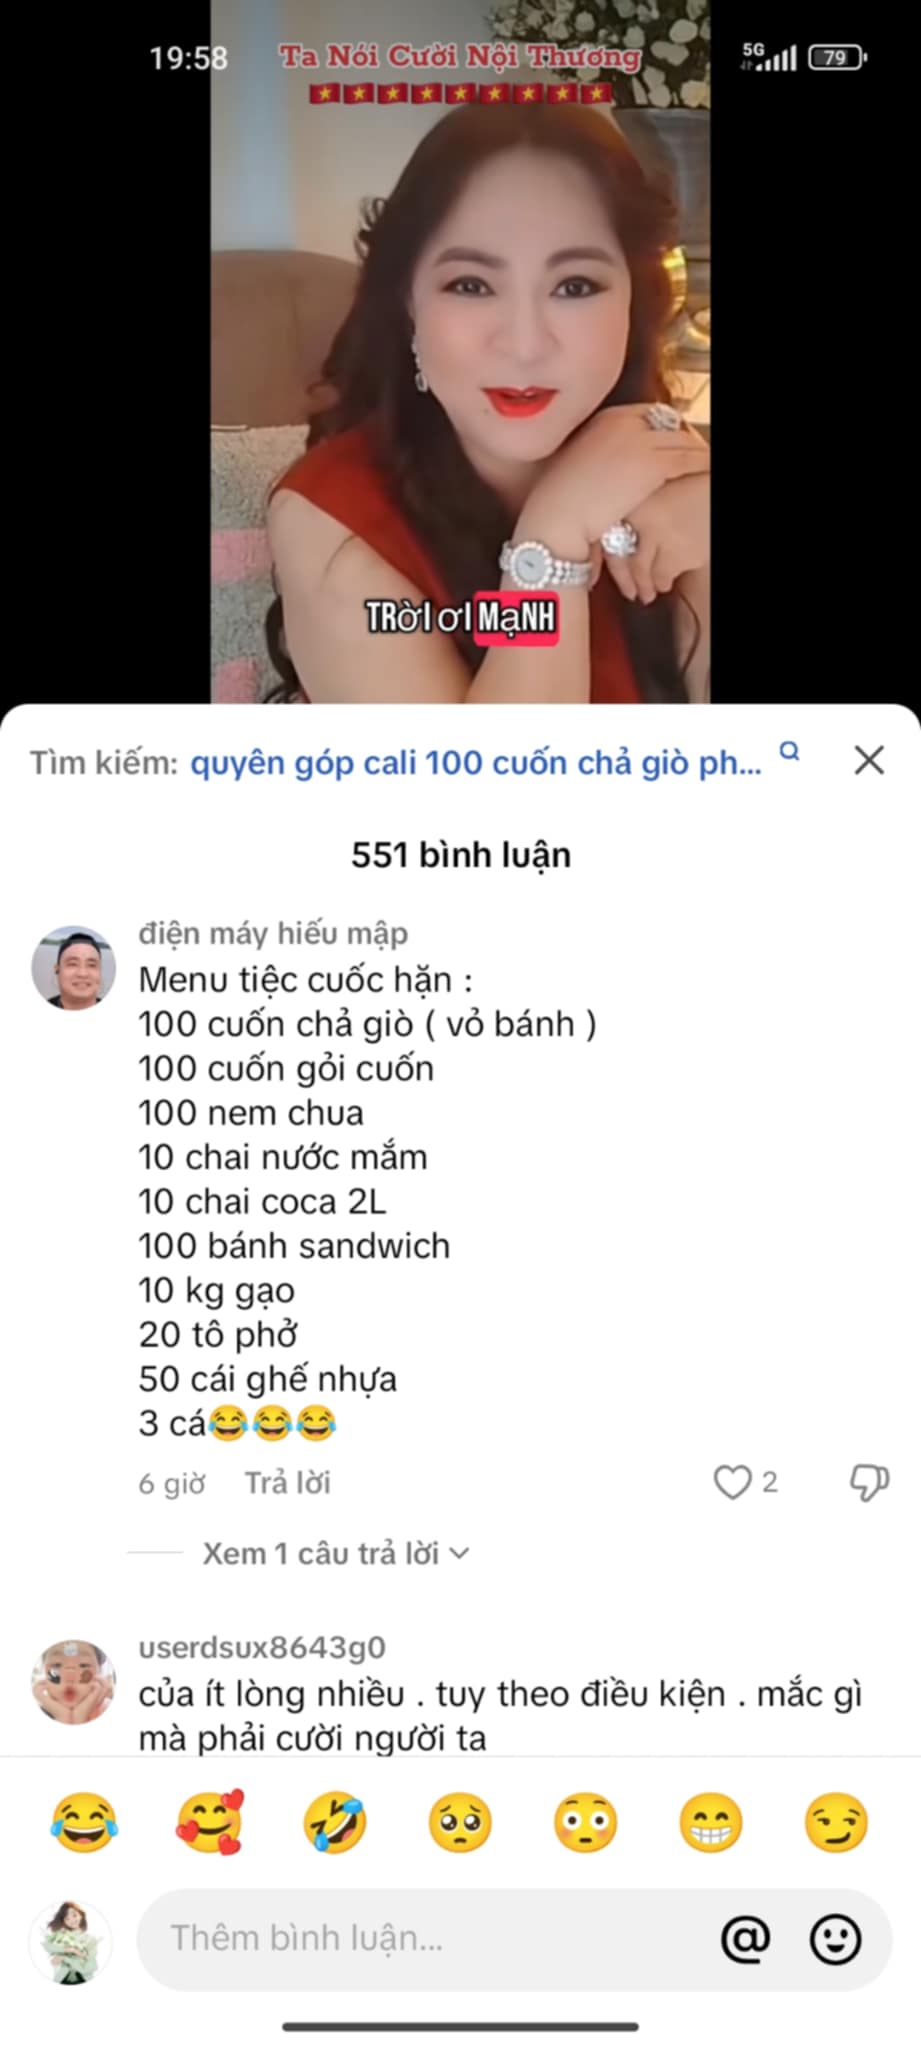 19:58
Ta Nói Cười Nội Thương
5G
79
TRờI ơI MạNH
Tìm kiếm: quyên góp cali 100 cuốn chả giò ph...
551 bình luận
điện máy hiếu mập
Menu tiệc cuốc hặn :
100 cuốn chả giò ( vỏ bánh )
100 cuốn gỏi cuốn
100 nem chua
10 chai nước mắm
10 chai coca 2L
100 bánh sandwich
10 kg gạo
20 tô phở
50 cái ghế nhựa
3 cá😂😂😂
6 giờ Trả lời 2
Xem 1 câu trả lời
userdsux8643g0
của ít lòng nhiều . tuy theo điều kiện . mắc gì
mà phải cười người ta
Thêm bình luận...